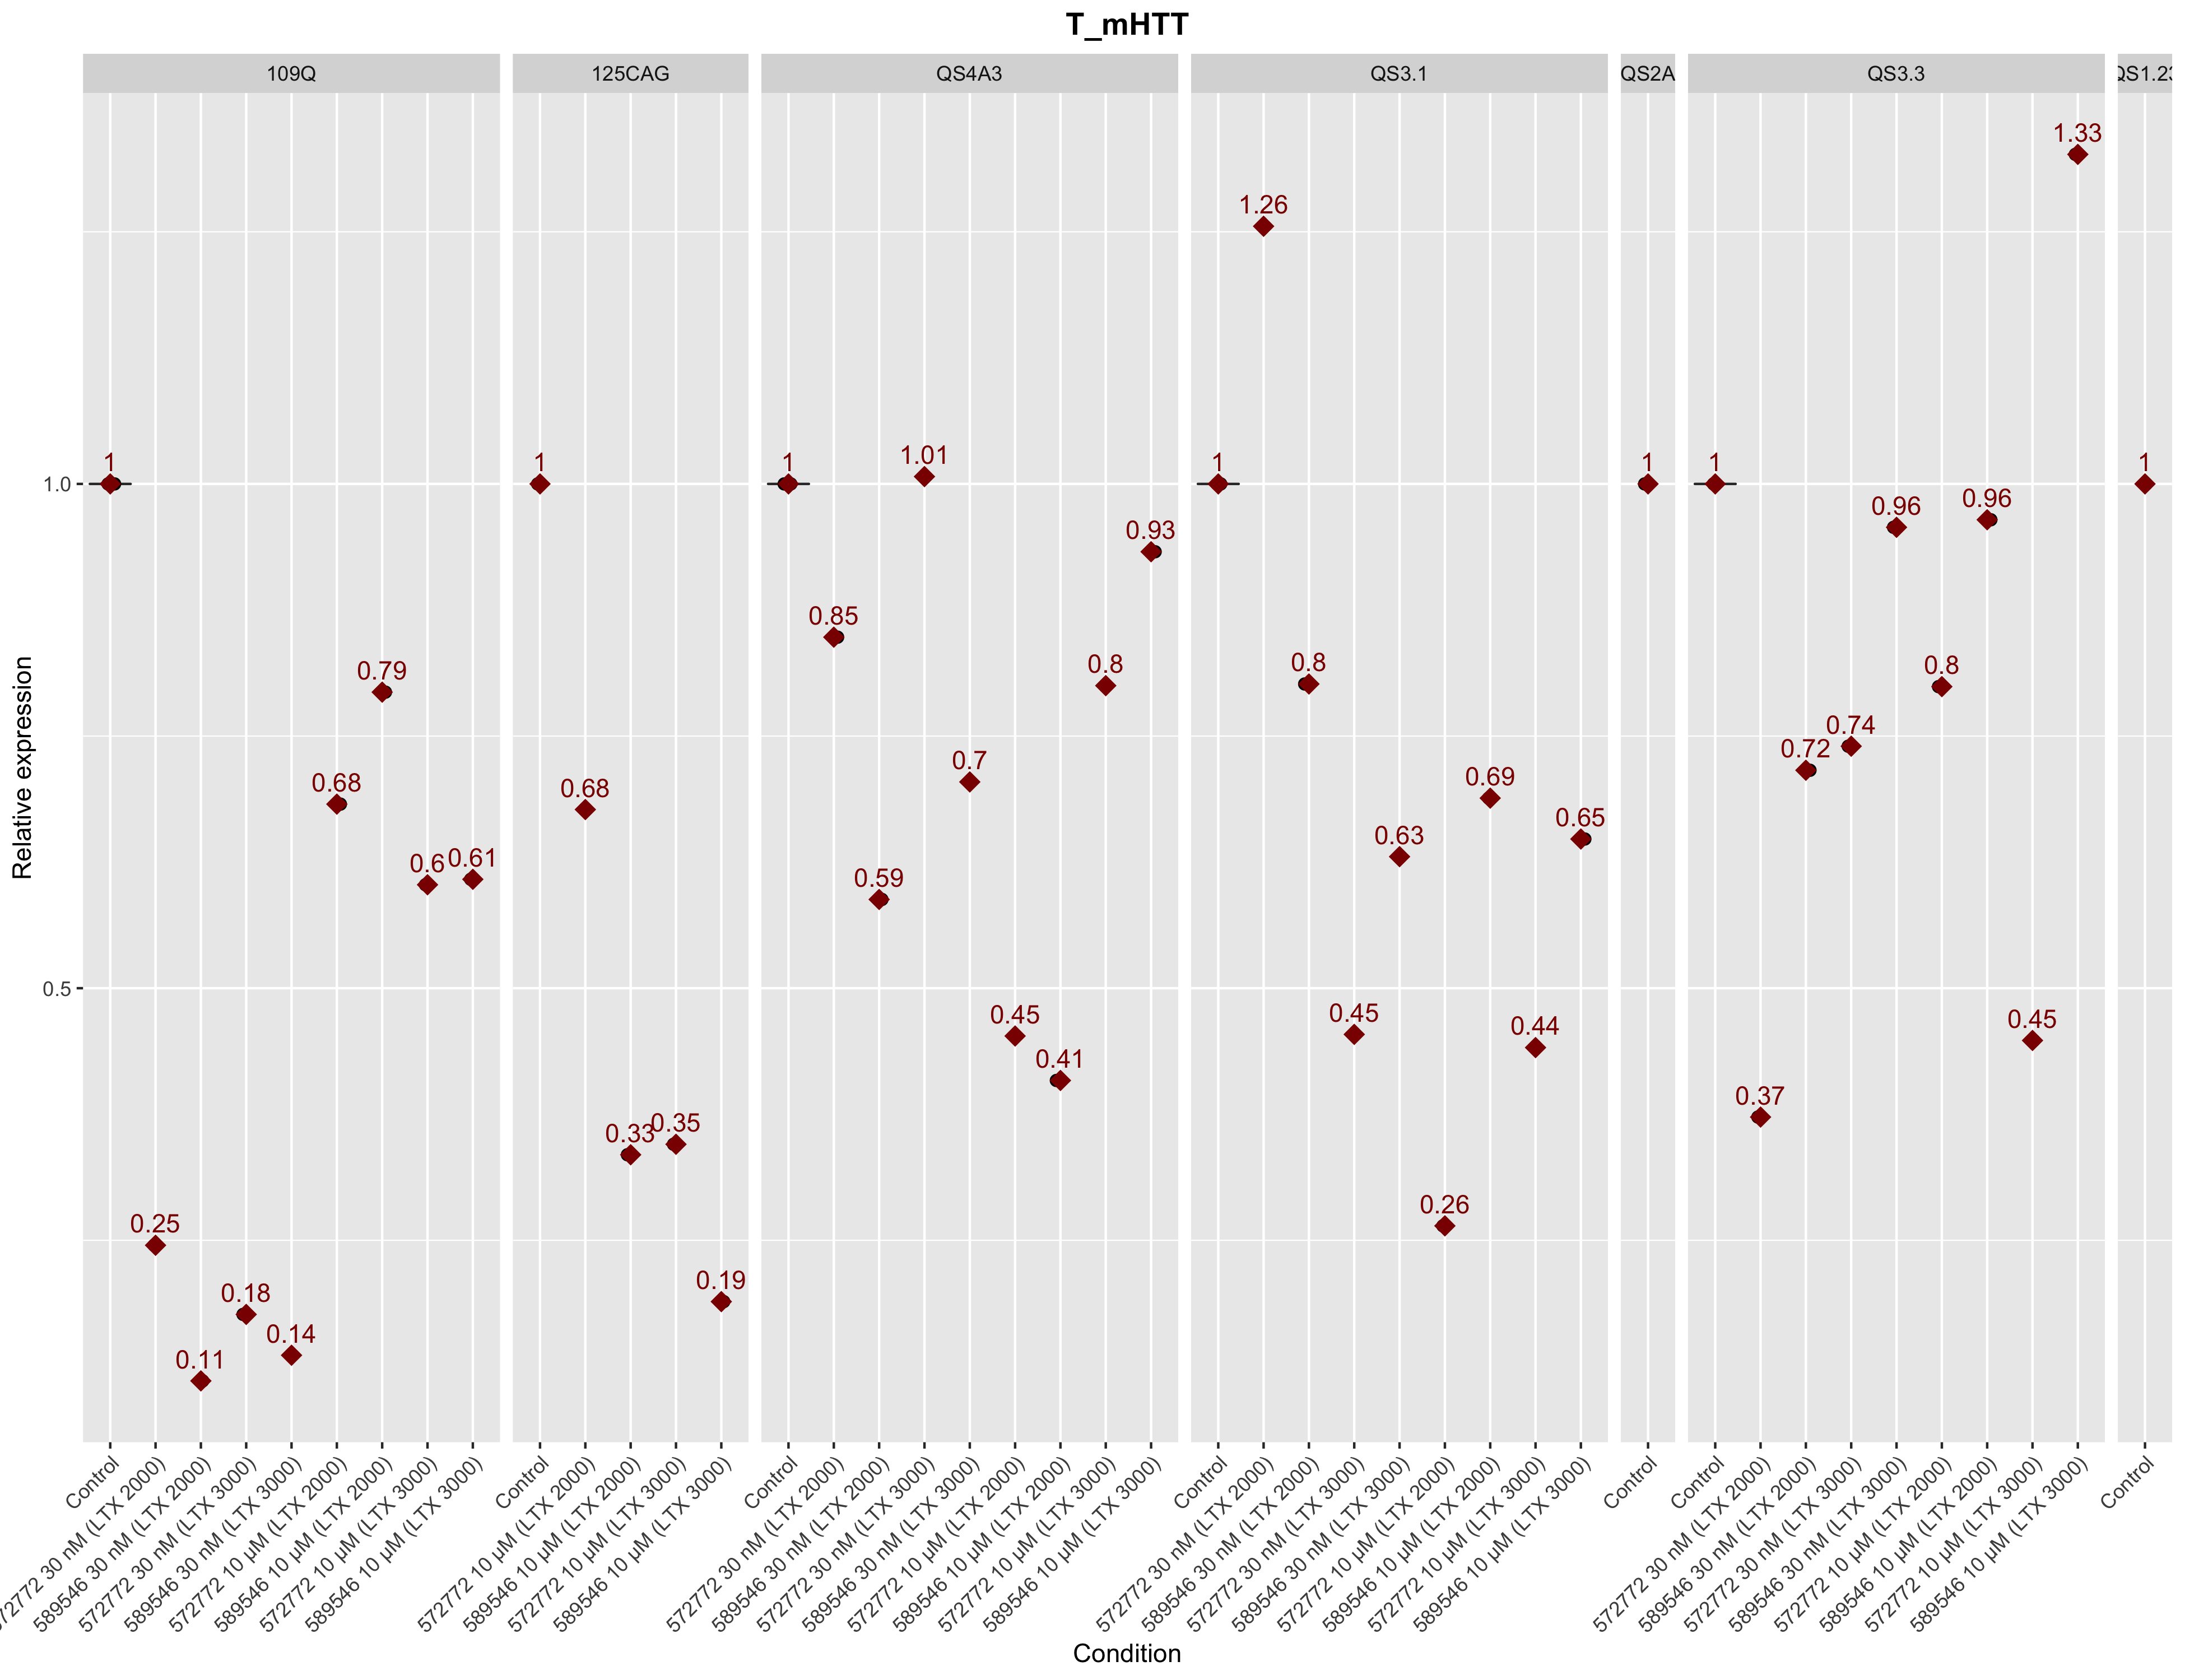 T_mHTT
109Q 125CAG QS4A3 QS3.1 QS2A QS3.3 QS1.23
Relative expression
1.0
0.5
1 0.25 0.11 0.18 0.14 0.68 0.79 0.6 0.61
1 0.68 0.33 0.35 0.19
1 0.85 0.59 1.01 0.7 0.45 0.41 0.8 0.93
1 1.26 0.8 0.45 0.63 0.26 0.69 0.44 0.65
1
1 0.37 0.72 0.74 0.96 0.8 0.96 0.45 1.33
1
Control
572772 30 nM (LTX 2000)
589546 30 nM (LTX 2000)
572772 30 nM (LTX 3000)
589546 30 nM (LTX 3000)
572772 10 µM (LTX 2000)
589546 10 µM (LTX 2000)
572772 10 µM (LTX 3000)
589546 10 µM (LTX 3000)
Control
572772 10 µM (LTX 2000)
589546 10 µM (LTX 2000)
572772 10 µM (LTX 3000)
589546 10 µM (LTX 3000)
Control
572772 30 nM (LTX 2000)
589546 30 nM (LTX 2000)
572772 30 nM (LTX 3000)
589546 30 nM (LTX 3000)
572772 10 µM (LTX 2000)
589546 10 µM (LTX 2000)
572772 10 µM (LTX 3000)
589546 10 µM (LTX 3000)
Control
572772 30 nM (LTX 2000)
589546 30 nM (LTX 2000)
572772 30 nM (LTX 3000)
589546 30 nM (LTX 3000)
572772 10 µM (LTX 2000)
589546 10 µM (LTX 2000)
572772 10 µM (LTX 3000)
589546 10 µM (LTX 3000)
Control
Control
572772 30 nM (LTX 2000)
589546 30 nM (LTX 2000)
572772 30 nM (LTX 3000)
589546 30 nM (LTX 3000)
572772 10 µM (LTX 2000)
589546 10 µM (LTX 2000)
572772 10 µM (LTX 3000)
589546 10 µM (LTX 3000)
Control
Condition